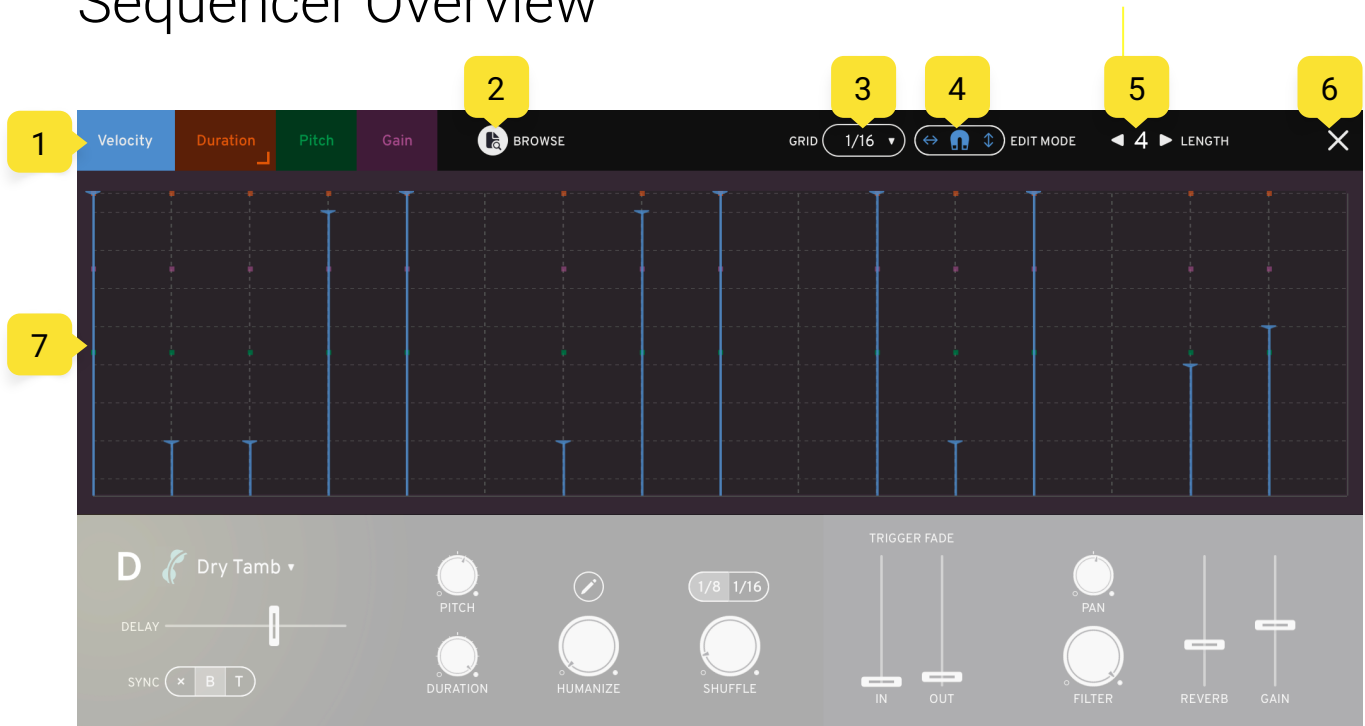 Sequencer Overview
2
3
4
5
6
1
Velocity
Duration
Pitch
Gain
BROWSE
GRID
1/16
EDIT MODE
4
LENGTH
7
D
Dry Tamb
DELAY
SYNC
×
B
T
PITCH
DURATION
HUMANIZE
1/8
1/16
SHUFFLE
TRIGGER FADE
IN
OUT
PAN
FILTER
REVERB
GAIN